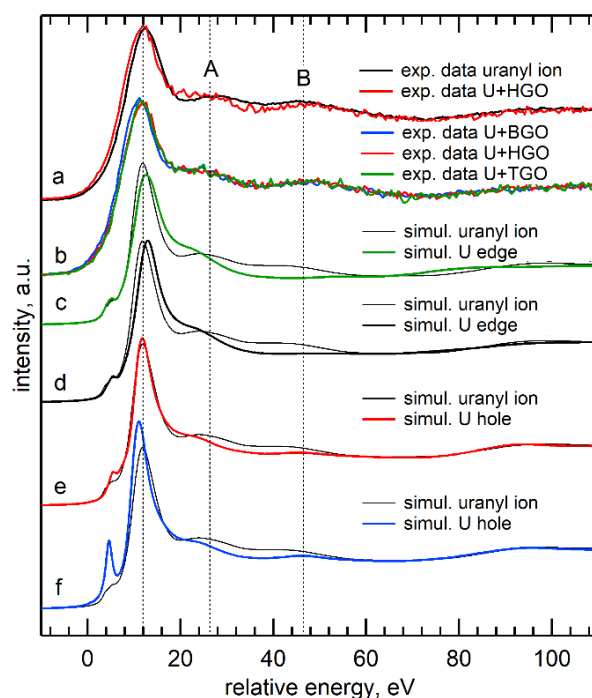 A
B
exp. data uranyl ion
exp. data U+HGO
exp. data U+BGO
exp. data U+HGO
exp. data U+TGO
a
simul. uranyl ion
simul. U edge
b
simul. uranyl ion
simul. U edge
c
simul. uranyl ion
simul. U hole
d
simul. uranyl ion
simul. U hole
e
f
intensity, a.u.
0 20 40 60 80 100
relative energy, eV